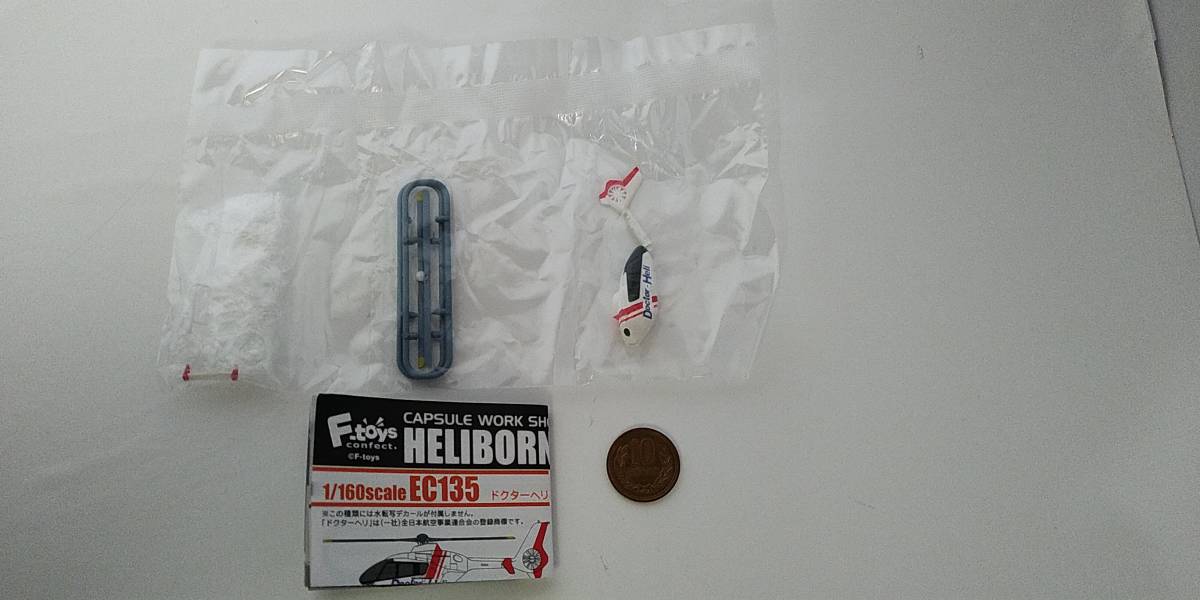 Doctor-Heli
F-toys
confect.
©F-toys
CAPSULE WORK SH
HELIBORN
1/160scale EC135 ドクターヘリ
※この種類には水転写デカールが付属しません。
「ドクターヘリ」は(一社)全日本航空事業連合会の登録商標です。
10